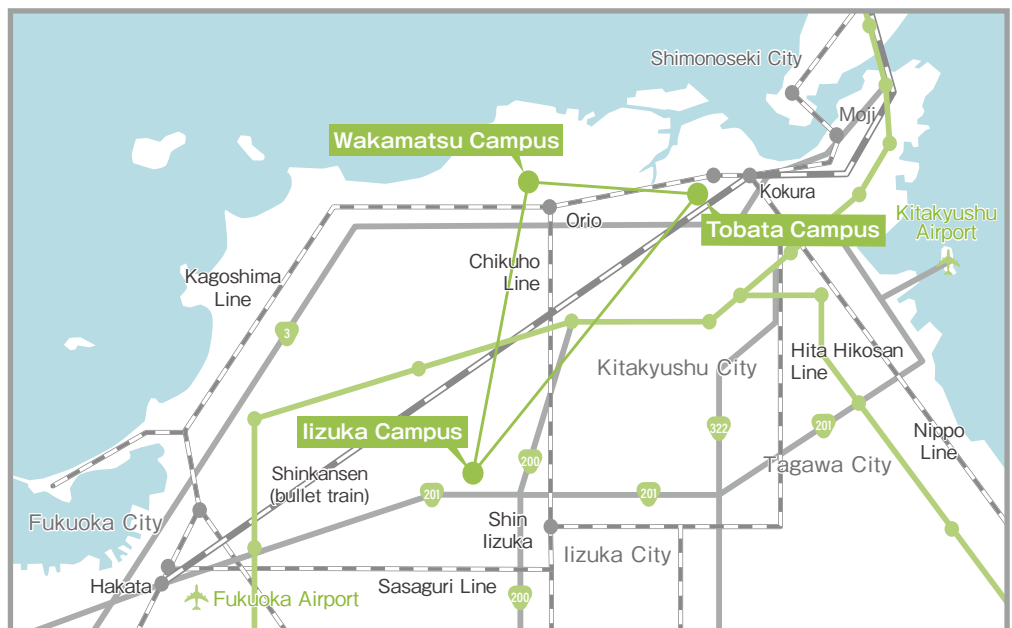 Shimonoseki City
Moji
Wakamatsu Campus
Kokura
Orio
Tobata Campus
Kitakyushu
Airport
Kagoshima
Line
Chikuho
Line
3
Hita Hikosan
Line
Kitakyushu City
322
201
Iizuka Campus
Nippo
Line
200
Tagawa City
Shinkansen
(bullet train)
201
201
Fukuoka City
Shin
Iizuka
Iizuka City
Hakata
Sasaguri Line
Fukuoka Airport
200